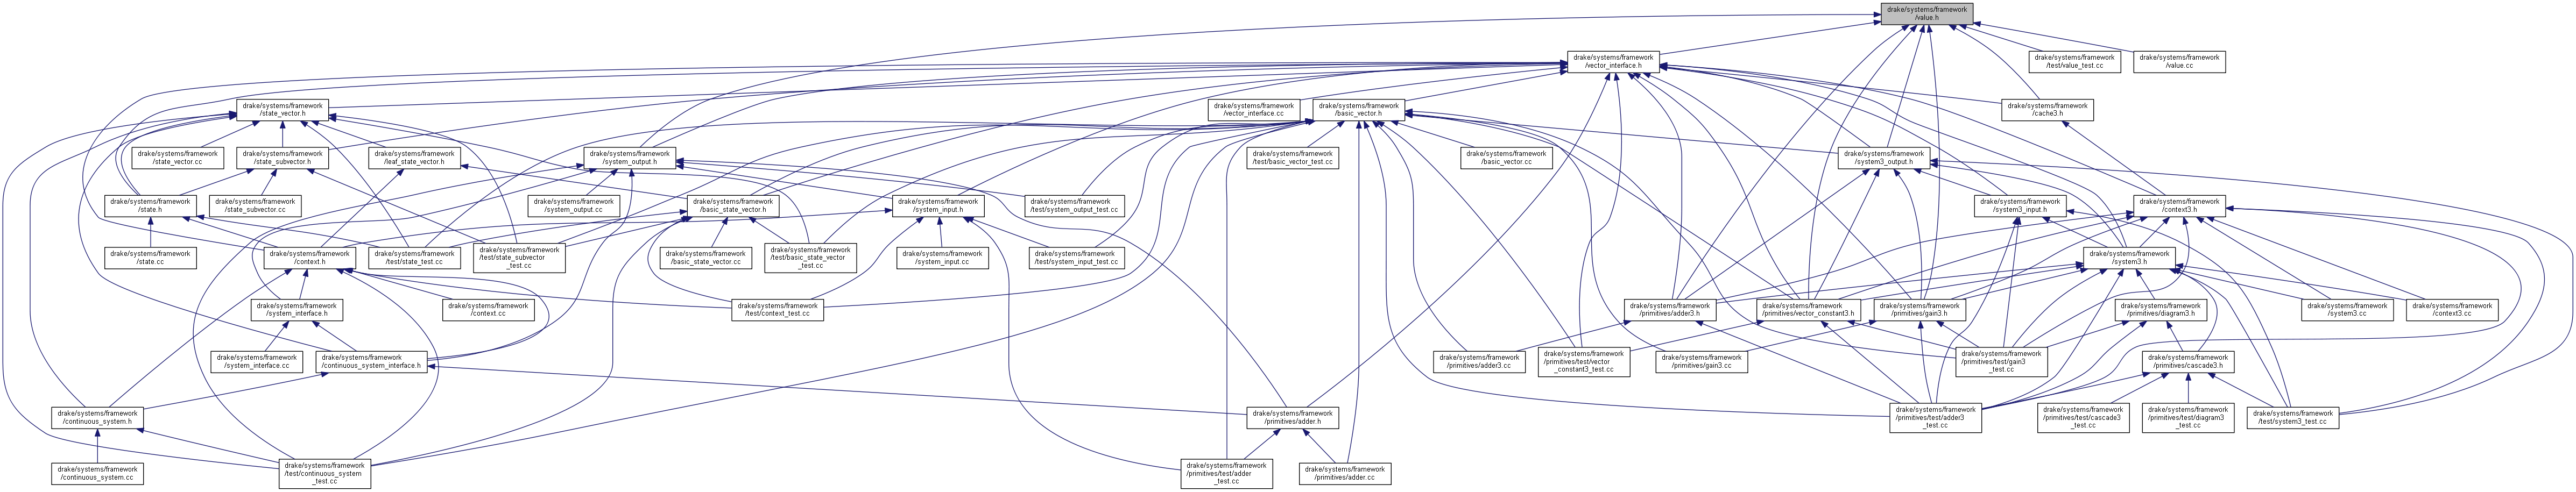 drake/systems/framework
/value.h
drake/systems/framework
/vector_interface.h
drake/systems/framework
/test/value_test.cc
drake/systems/framework
/value.cc
drake/systems/framework
/state_vector.h
drake/systems/framework
/vector_interface.cc
drake/systems/framework
/basic_vector.h
drake/systems/framework
/cache3.h
drake/systems/framework
/state_vector.cc
drake/systems/framework
/state_subvector.h
drake/systems/framework
/leaf_state_vector.h
drake/systems/framework
/system_output.h
drake/systems/framework
/test/basic_vector_test.cc
drake/systems/framework
/basic_vector.cc
drake/systems/framework
/system3_output.h
drake/systems/framework
/state.h
drake/systems/framework
/state_subvector.cc
drake/systems/framework
/system_output.cc
drake/systems/framework
/basic_state_vector.h
drake/systems/framework
/system_input.h
drake/systems/framework
/test/system_output_test.cc
drake/systems/framework
/system3_input.h
drake/systems/framework
/context3.h
drake/systems/framework
/state.cc
drake/systems/framework
/context.h
drake/systems/framework
/test/state_test.cc
drake/systems/framework
/test/state_subvector
_test.cc
drake/systems/framework
/basic_state_vector.cc
drake/systems/framework
/test/basic_state_vector
_test.cc
drake/systems/framework
/system_input.cc
drake/systems/framework
/test/system_input_test.cc
drake/systems/framework
/system3.h
drake/systems/framework
/system_interface.h
drake/systems/framework
/context.cc
drake/systems/framework
/test/context_test.cc
drake/systems/framework
/primitives/adder3.h
drake/systems/framework
/primitives/vector_constant3.h
drake/systems/framework
/primitives/gain3.h
drake/systems/framework
/primitives/diagram3.h
drake/systems/framework
/system3.cc
drake/systems/framework
/context3.cc
drake/systems/framework
/system_interface.cc
drake/systems/framework
/continuous_system_interface.h
drake/systems/framework
/primitives/adder3.cc
drake/systems/framework
/primitives/test/vector
_constant3_test.cc
drake/systems/framework
/primitives/gain3.cc
drake/systems/framework
/primitives/test/gain3
_test.cc
drake/systems/framework
/primitives/cascade3.h
drake/systems/framework
/continuous_system.h
drake/systems/framework
/primitives/adder.h
drake/systems/framework
/primitives/test/adder3
_test.cc
drake/systems/framework
/primitives/test/cascade3
_test.cc
drake/systems/framework
/primitives/test/diagram3
_test.cc
drake/systems/framework
/test/system3_test.cc
drake/systems/framework
/continuous_system.cc
drake/systems/framework
/test/continuous_system
_test.cc
drake/systems/framework
/primitives/test/adder
_test.cc
drake/systems/framework
/primitives/adder.cc